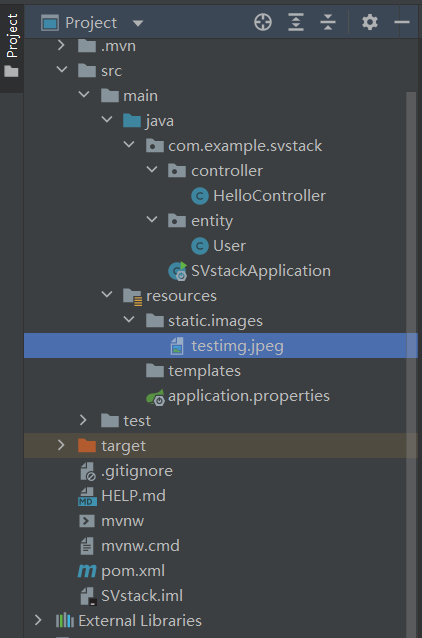 Project
Project
.mvn
src
main
java
com.example.svstack
controller
HelloController
entity
User
SVstackApplication
resources
static.images
testimg.jpeg
templates
application.properties
test
target
.gitignore
MD HELP.md
mvnw
mvnw.cmd
pom.xml
SVstack.iml
External Libraries